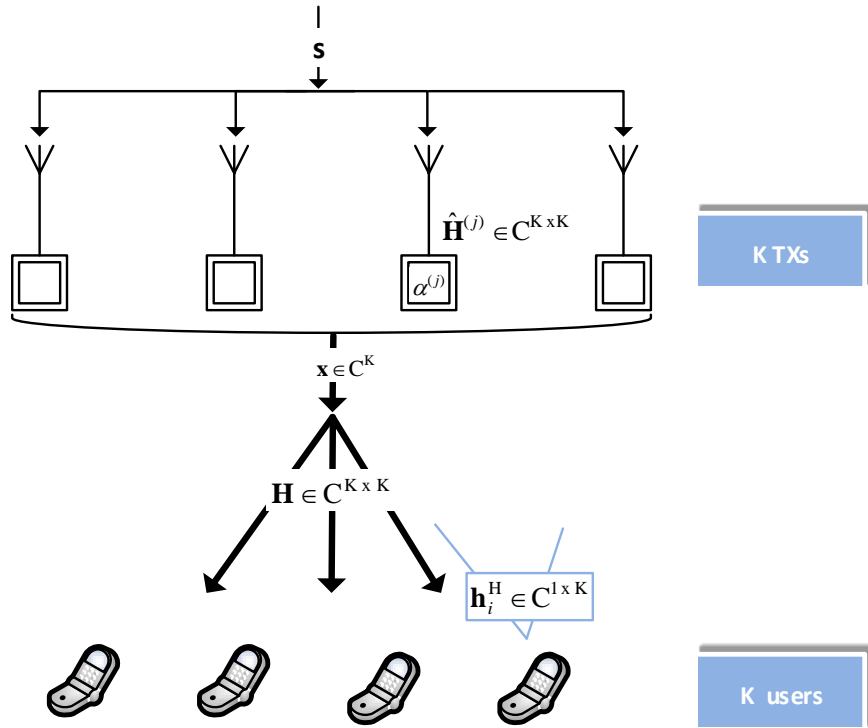 s
Ĥ^(j) ∈ C^{K x K}
α^(j)
K TXs
x ∈ C^K
H ∈ C^{K x K}
h_i^H ∈ C^{1 x K}
K users